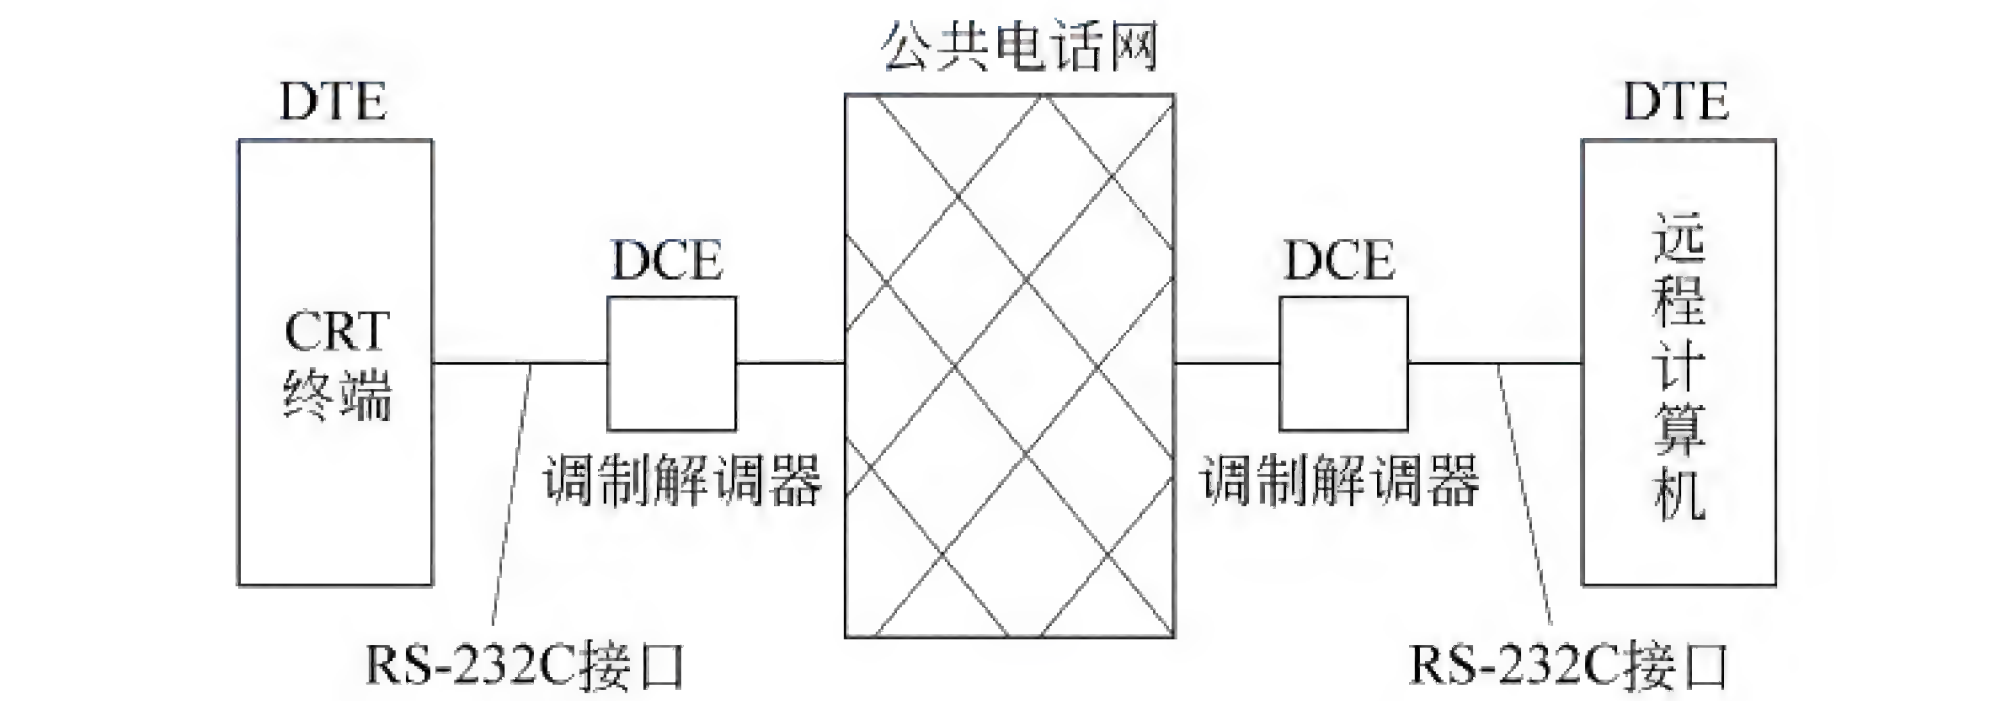 公共电话网
DTE
DTE
DCE
DCE
CRT
终端
远程计算机
调制解调器
调制解调器
RS-232C接口
RS-232C接口